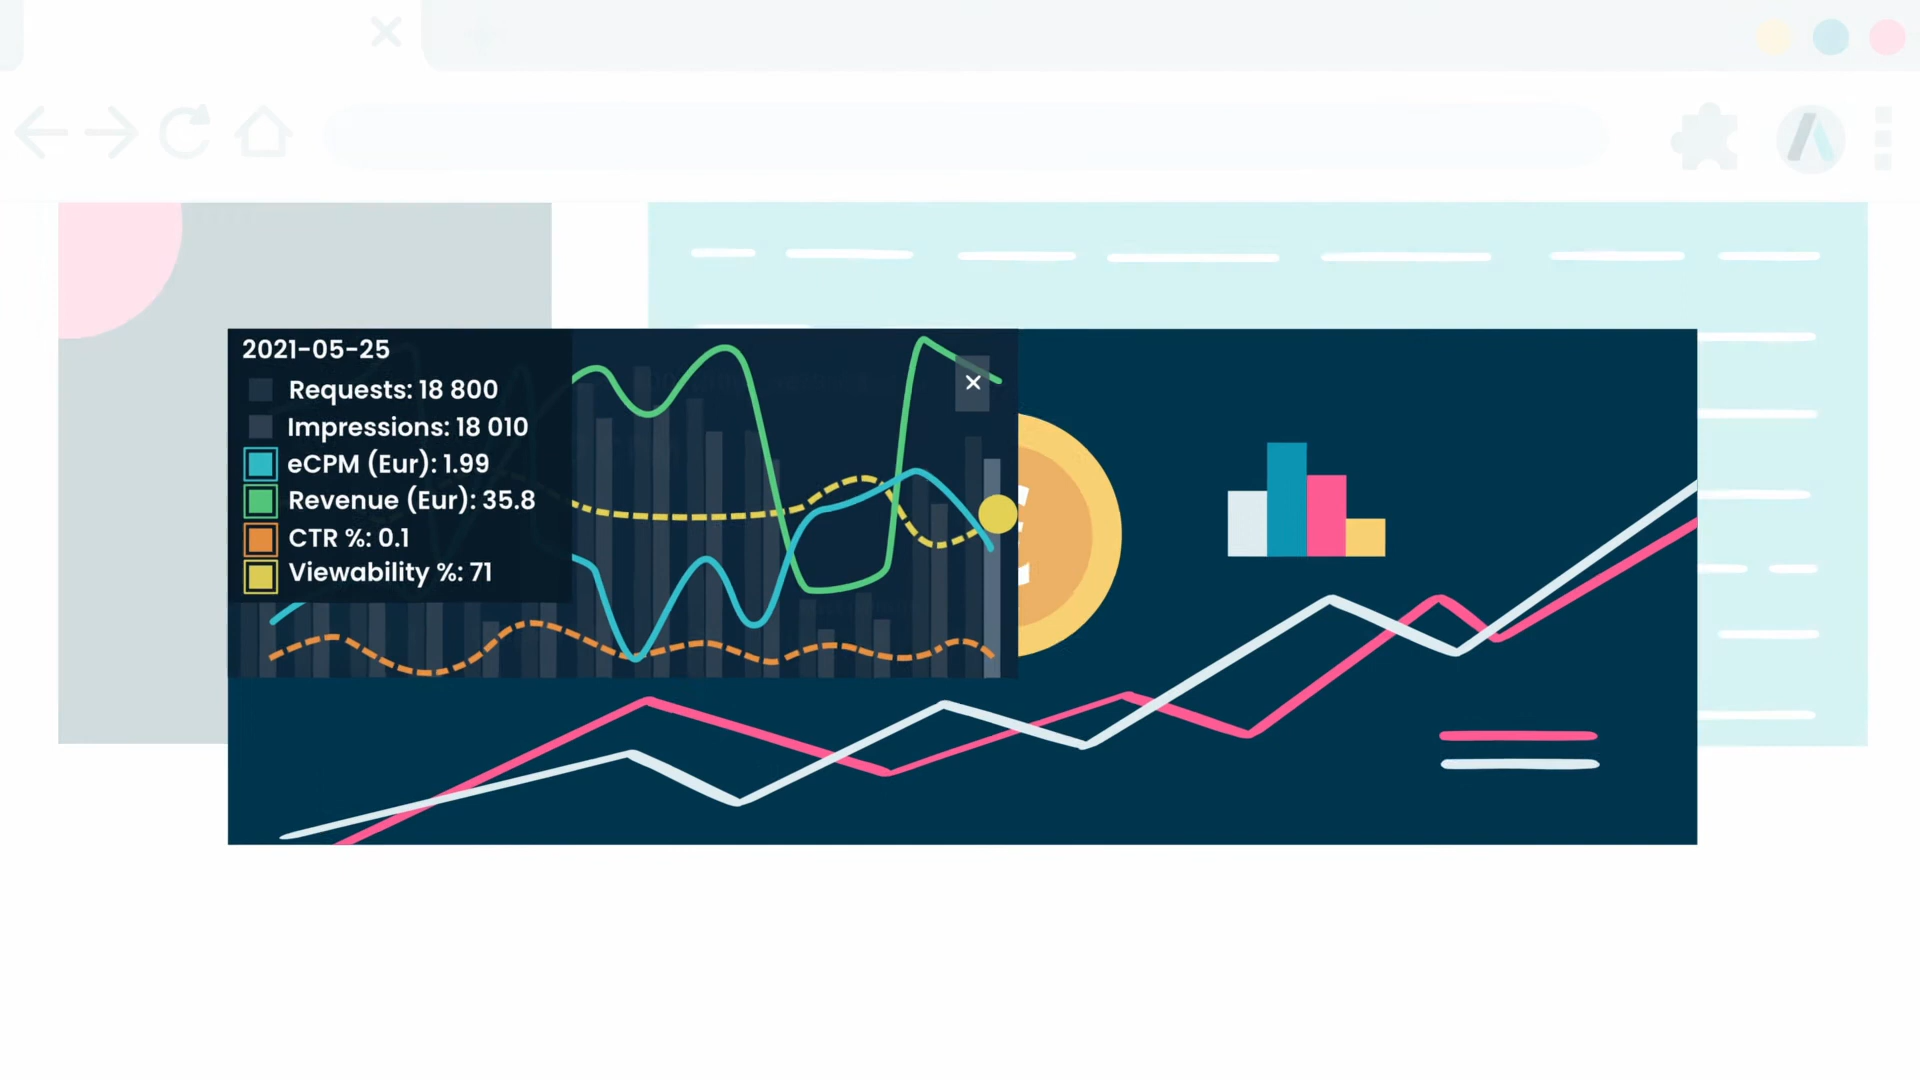 2021-05-25
Requests: 18 800
Impressions: 18 010
eCPM (Eur): 1.99
Revenue (Eur): 35.8
CTR %: 0.1
Viewability %: 71